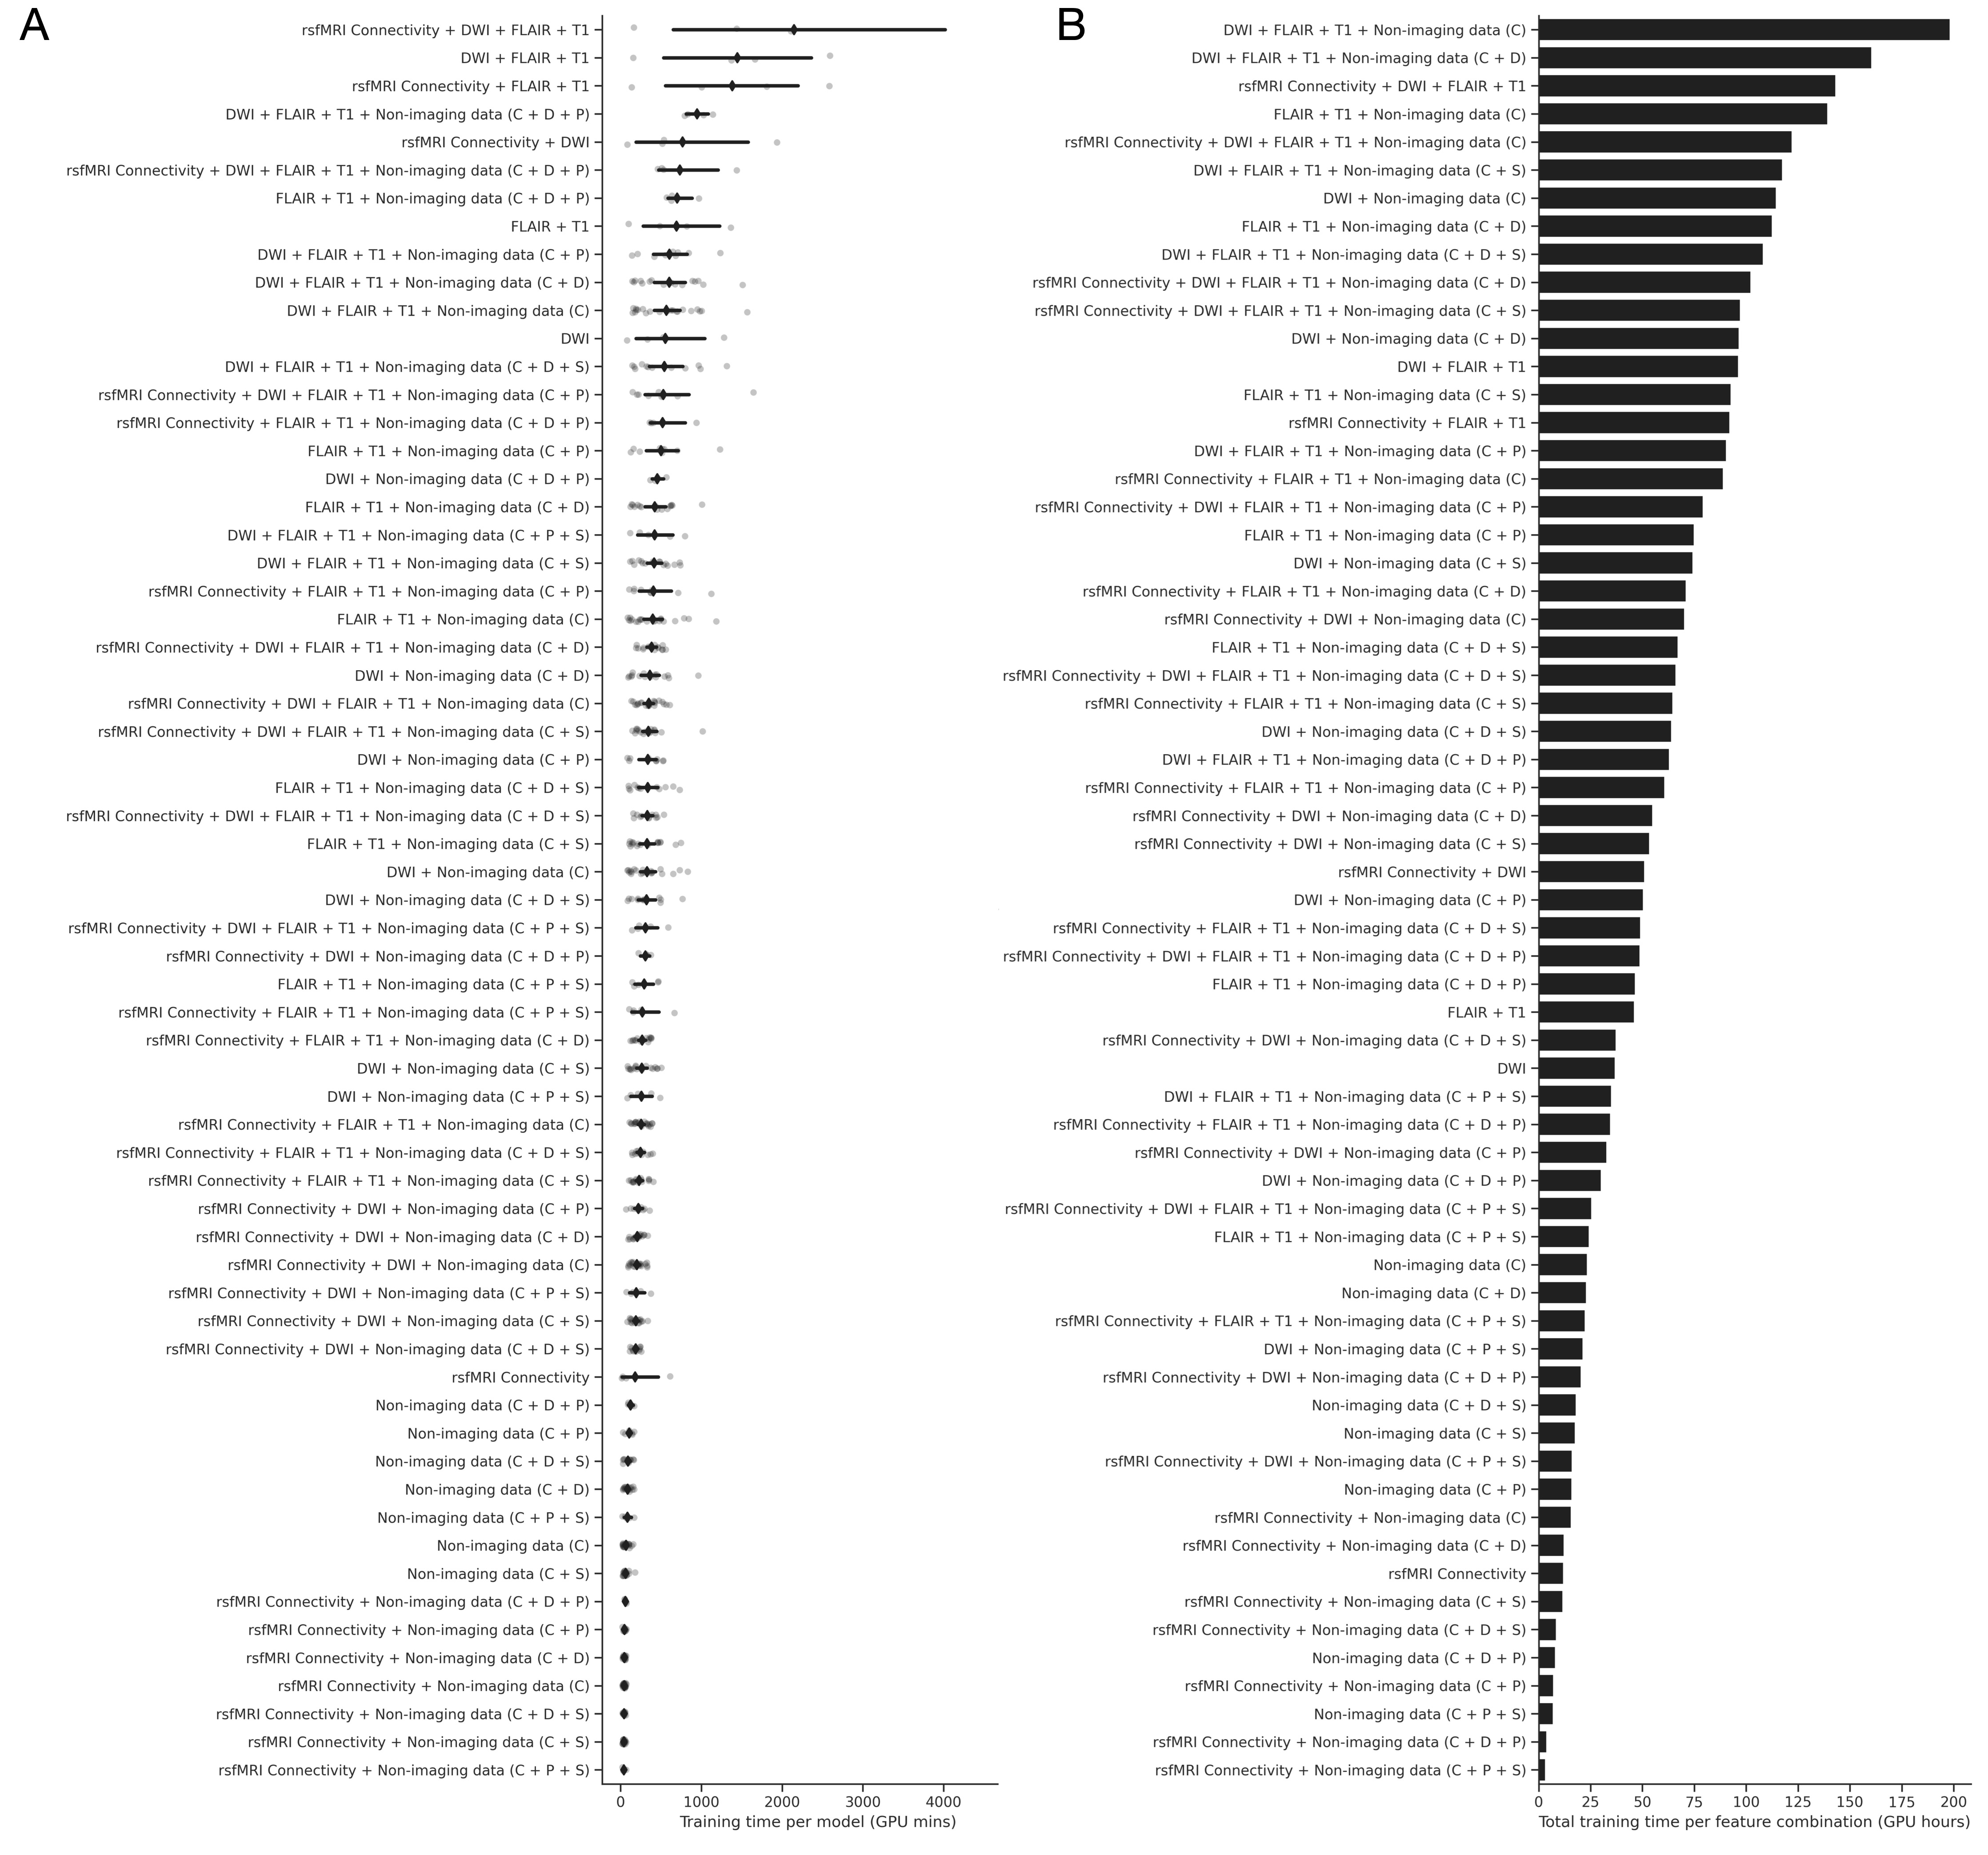 A
rsfMRI Connectivity + DWI + FLAIR + T1
DWI + FLAIR + T1
rsfMRI Connectivity + FLAIR + T1
DWI + FLAIR + T1 + Non-imaging data (C + D + P)
rsfMRI Connectivity + DWI
rsfMRI Connectivity + DWI + FLAIR + T1 + Non-imaging data (C + D + P)
FLAIR + T1 + Non-imaging data (C + D + P)
FLAIR + T1
DWI + FLAIR + T1 + Non-imaging data (C + P)
DWI + FLAIR + T1 + Non-imaging data (C + D)
DWI + FLAIR + T1 + Non-imaging data (C)
DWI
DWI + FLAIR + T1 + Non-imaging data (C + D + S)
rsfMRI Connectivity + DWI + FLAIR + T1 + Non-imaging data (C + P)
rsfMRI Connectivity + FLAIR + T1 + Non-imaging data (C + D + P)
FLAIR + T1 + Non-imaging data (C + P)
DWI + Non-imaging data (C + D + P)
FLAIR + T1 + Non-imaging data (C + D)
DWI + FLAIR + T1 + Non-imaging data (C + P + S)
DWI + FLAIR + T1 + Non-imaging data (C + S)
rsfMRI Connectivity + FLAIR + T1 + Non-imaging data (C + P)
FLAIR + T1 + Non-imaging data (C)
rsfMRI Connectivity + DWI + FLAIR + T1 + Non-imaging data (C + D)
DWI + Non-imaging data (C + D)
rsfMRI Connectivity + DWI + FLAIR + T1 + Non-imaging data (C)
rsfMRI Connectivity + DWI + FLAIR + T1 + Non-imaging data (C + S)
DWI + Non-imaging data (C + P)
FLAIR + T1 + Non-imaging data (C + D + S)
rsfMRI Connectivity + DWI + FLAIR + T1 + Non-imaging data (C + D + S)
FLAIR + T1 + Non-imaging data (C + S)
DWI + Non-imaging data (C)
DWI + Non-imaging data (C + D + S)
rsfMRI Connectivity + DWI + FLAIR + T1 + Non-imaging data (C + P + S)
rsfMRI Connectivity + DWI + Non-imaging data (C + D + P)
FLAIR + T1 + Non-imaging data (C + P + S)
rsfMRI Connectivity + FLAIR + T1 + Non-imaging data (C + P + S)
rsfMRI Connectivity + FLAIR + T1 + Non-imaging data (C + D)
DWI + Non-imaging data (C + S)
DWI + Non-imaging data (C + P + S)
rsfMRI Connectivity + FLAIR + T1 + Non-imaging data (C)
rsfMRI Connectivity + FLAIR + T1 + Non-imaging data (C + D + S)
rsfMRI Connectivity + FLAIR + T1 + Non-imaging data (C + S)
rsfMRI Connectivity + DWI + Non-imaging data (C + P)
rsfMRI Connectivity + DWI + Non-imaging data (C + D)
rsfMRI Connectivity + DWI + Non-imaging data (C)
rsfMRI Connectivity + DWI + Non-imaging data (C + P + S)
rsfMRI Connectivity + DWI + Non-imaging data (C + S)
rsfMRI Connectivity + DWI + Non-imaging data (C + D + S)
rsfMRI Connectivity
Non-imaging data (C + D + P)
Non-imaging data (C + P)
Non-imaging data (C + D + S)
Non-imaging data (C + D)
Non-imaging data (C + P + S)
Non-imaging data (C)
Non-imaging data (C + S)
rsfMRI Connectivity + Non-imaging data (C + D + P)
rsfMRI Connectivity + Non-imaging data (C + P)
rsfMRI Connectivity + Non-imaging data (C + D)
rsfMRI Connectivity + Non-imaging data (C)
rsfMRI Connectivity + Non-imaging data (C + D + S)
rsfMRI Connectivity + Non-imaging data (C + S)
rsfMRI Connectivity + Non-imaging data (C + P + S)
0 1000 2000 3000 4000
Training time per model (GPU mins)
B
DWI + FLAIR + T1 + Non-imaging data (C)
DWI + FLAIR + T1 + Non-imaging data (C + D)
rsfMRI Connectivity + DWI + FLAIR + T1
FLAIR + T1 + Non-imaging data (C)
rsfMRI Connectivity + DWI + FLAIR + T1 + Non-imaging data (C)
DWI + FLAIR + T1 + Non-imaging data (C + S)
DWI + Non-imaging data (C)
FLAIR + T1 + Non-imaging data (C + D)
DWI + FLAIR + T1 + Non-imaging data (C + D + S)
rsfMRI Connectivity + DWI + FLAIR + T1 + Non-imaging data (C + D)
rsfMRI Connectivity + DWI + FLAIR + T1 + Non-imaging data (C + S)
DWI + Non-imaging data (C + D)
DWI + FLAIR + T1
FLAIR + T1 + Non-imaging data (C + S)
rsfMRI Connectivity + FLAIR + T1
DWI + FLAIR + T1 + Non-imaging data (C + P)
rsfMRI Connectivity + FLAIR + T1 + Non-imaging data (C)
rsfMRI Connectivity + DWI + FLAIR + T1 + Non-imaging data (C + P)
FLAIR + T1 + Non-imaging data (C + P)
DWI + Non-imaging data (C + S)
rsfMRI Connectivity + FLAIR + T1 + Non-imaging data (C + D)
rsfMRI Connectivity + DWI + Non-imaging data (C)
FLAIR + T1 + Non-imaging data (C + D + S)
rsfMRI Connectivity + DWI + FLAIR + T1 + Non-imaging data (C + D + S)
rsfMRI Connectivity + FLAIR + T1 + Non-imaging data (C + S)
DWI + Non-imaging data (C + D + S)
DWI + FLAIR + T1 + Non-imaging data (C + D + P)
rsfMRI Connectivity + FLAIR + T1 + Non-imaging data (C + P)
rsfMRI Connectivity + DWI + Non-imaging data (C + D)
rsfMRI Connectivity + DWI + Non-imaging data (C + S)
rsfMRI Connectivity + DWI
DWI + Non-imaging data (C + P)
rsfMRI Connectivity + FLAIR + T1 + Non-imaging data (C + D + S)
rsfMRI Connectivity + DWI + FLAIR + T1 + Non-imaging data (C + D + P)
FLAIR + T1 + Non-imaging data (C + D + P)
FLAIR + T1
rsfMRI Connectivity + DWI + Non-imaging data (C + D + S)
DWI
DWI + FLAIR + T1 + Non-imaging data (C + P + S)
rsfMRI Connectivity + FLAIR + T1 + Non-imaging data (C + D + P)
rsfMRI Connectivity + DWI + Non-imaging data (C + P)
DWI + Non-imaging data (C + D + P)
rsfMRI Connectivity + DWI + FLAIR + T1 + Non-imaging data (C + P + S)
FLAIR + T1 + Non-imaging data (C + P + S)
Non-imaging data (C)
Non-imaging data (C + D)
rsfMRI Connectivity + FLAIR + T1 + Non-imaging data (C + P + S)
DWI + Non-imaging data (C + P + S)
rsfMRI Connectivity + DWI + Non-imaging data (C + D + P)
Non-imaging data (C + D + S)
Non-imaging data (C + S)
rsfMRI Connectivity + DWI + Non-imaging data (C + P + S)
Non-imaging data (C + P)
rsfMRI Connectivity + Non-imaging data (C)
rsfMRI Connectivity + Non-imaging data (C + D)
rsfMRI Connectivity
rsfMRI Connectivity + Non-imaging data (C + S)
rsfMRI Connectivity + Non-imaging data (C + D + S)
Non-imaging data (C + D + P)
rsfMRI Connectivity + Non-imaging data (C + P)
Non-imaging data (C + P + S)
rsfMRI Connectivity + Non-imaging data (C + D + P)
rsfMRI Connectivity + Non-imaging data (C + P + S)
0 25 50 75 100 125 150 175 200
Total training time per feature combination (GPU hours)